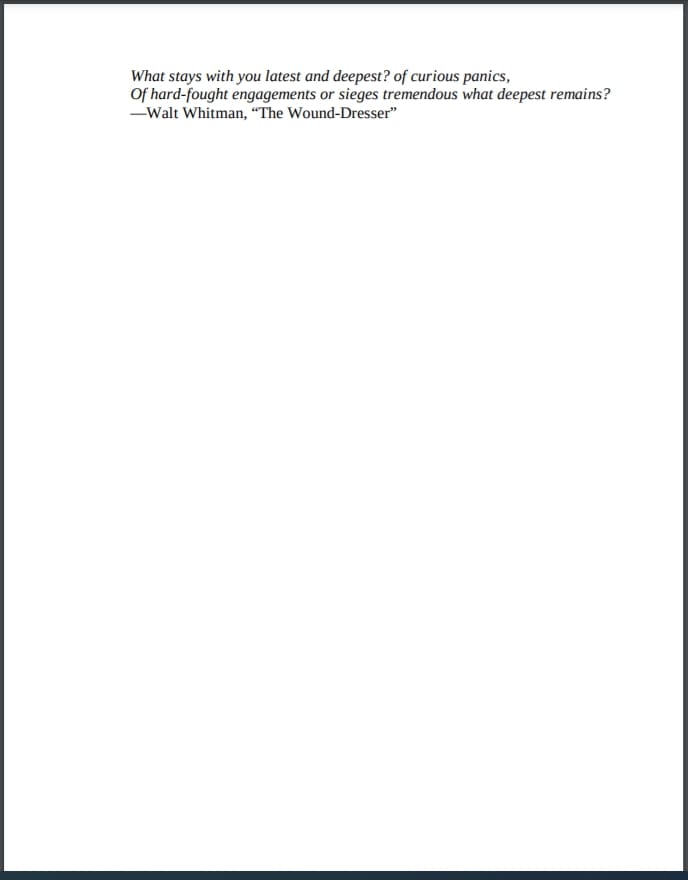 What stays with you latest and deepest? of curious panics,
Of hard-fought engagements or sieges tremendous what deepest remains?
—Walt Whitman, “The Wound-Dresser”